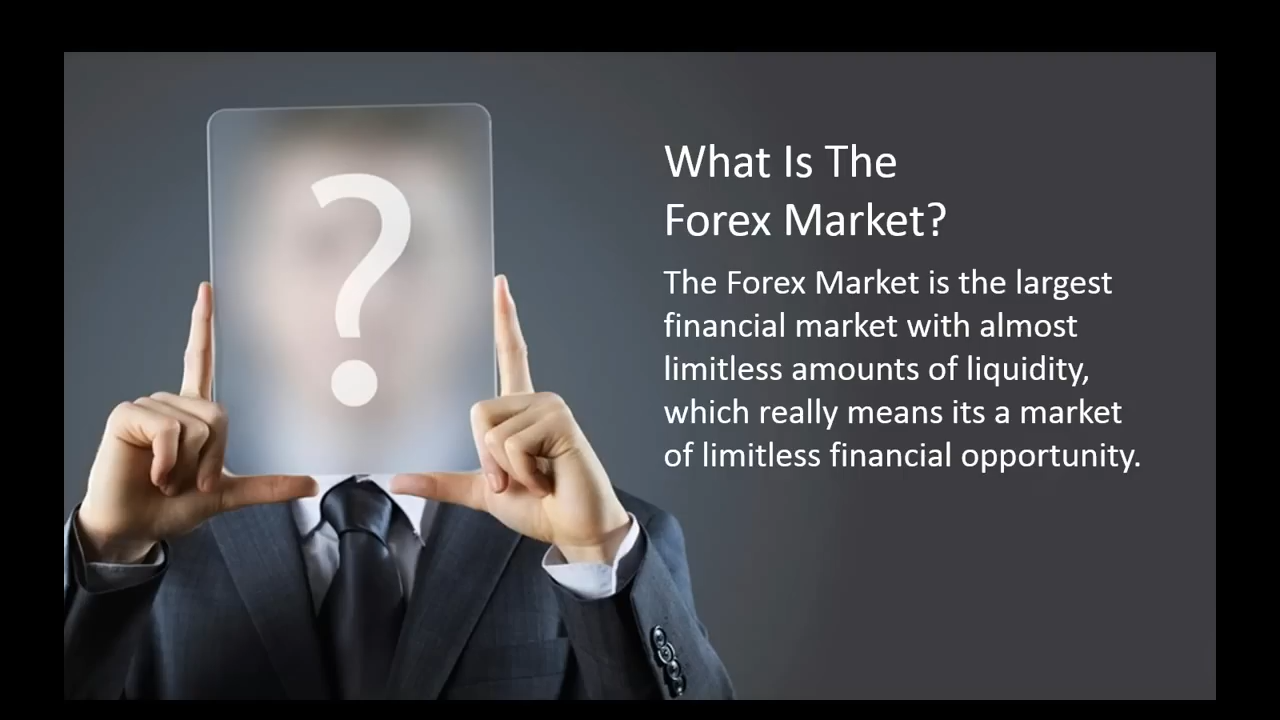 ?
What Is The
Forex Market?
The Forex Market is the largest
financial market with almost
limitless amounts of liquidity,
which really means its a market
of limitless financial opportunity.